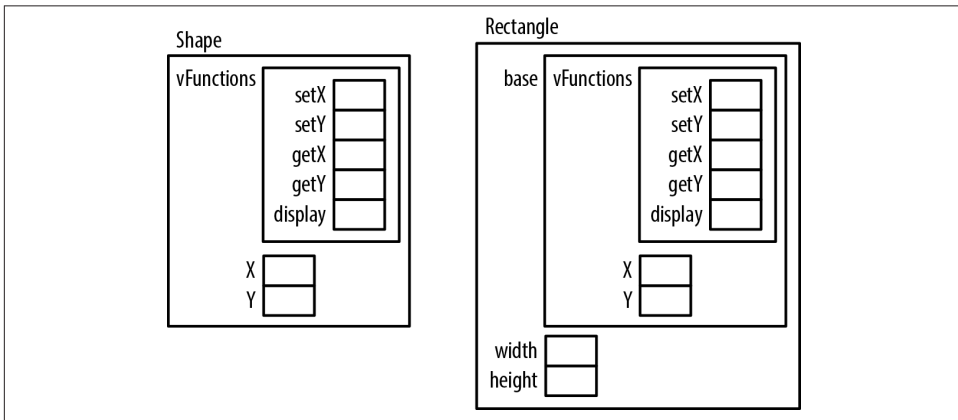 Shape
vFunctions
setX
setY
getX
getY
display
X
Y
Rectangle
base
vFunctions
setX
setY
getX
getY
display
X
Y
width
height